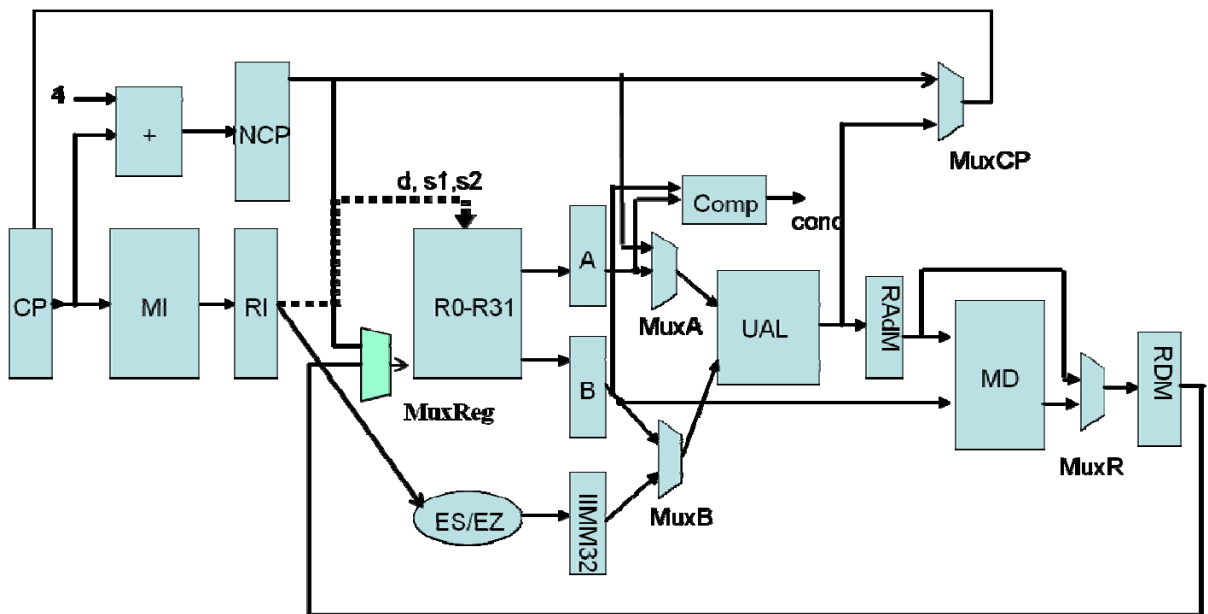 4
+
NCP
MuxCP
d, s1,s2
Comp
cond
CP
MI
RI
R0-R31
A
MuxA
UAL
RAdM
MD
RDM
MuxReg
B
MuxR
ES/EZ
IIMM32
MuxB